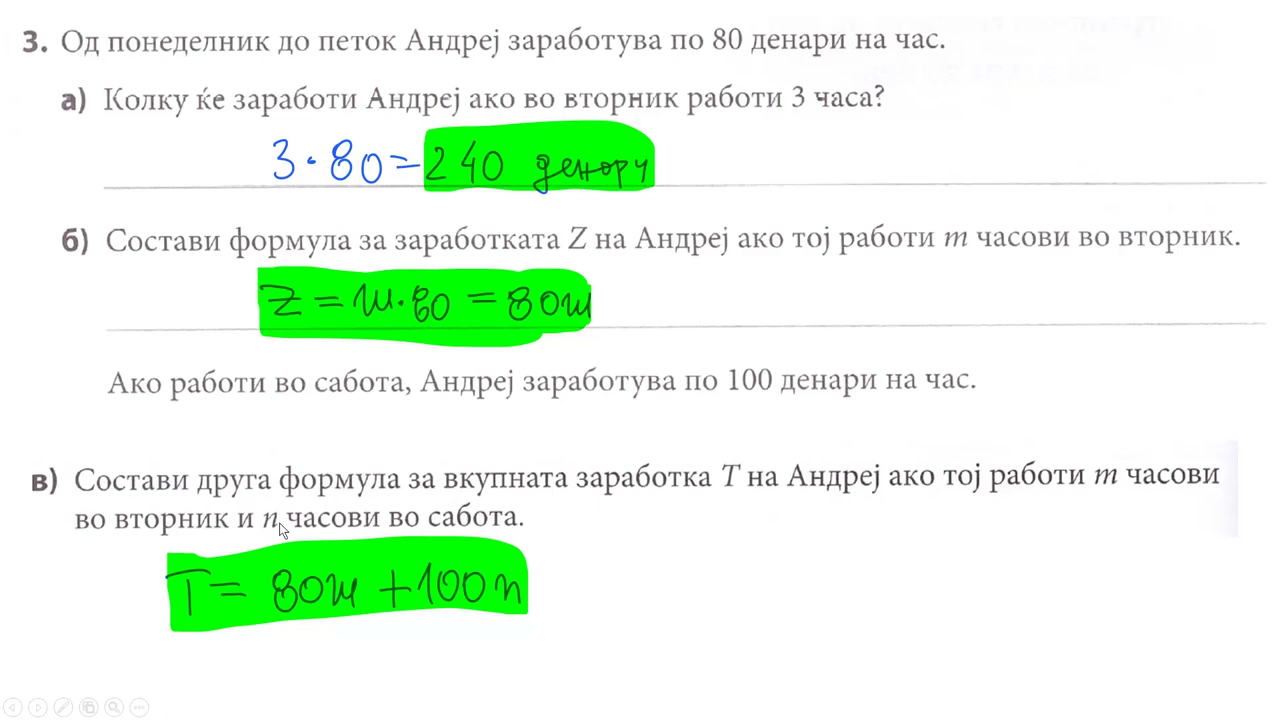 3. Од понеделник до петок Андреј заработува по 80 денари на час.
а) Колку ќе заработи Андреј ако во вторник работи 3 часа?
3 · 80 = 240 денари
б) Состави формула за заработката Z на Андреј ако тој работи m часови во вторник.
Z = m · 80 = 80m
Ако работи во сабота, Андреј заработува по 100 денари на час.
в) Состави друга формула за вкупната заработка T на Андреј ако тој работи m часови
во вторник и n часови во сабота.
T = 80m + 100n